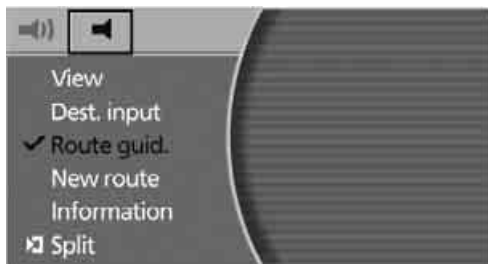 View
Dest. input
Route guid.
New route
Information
Split